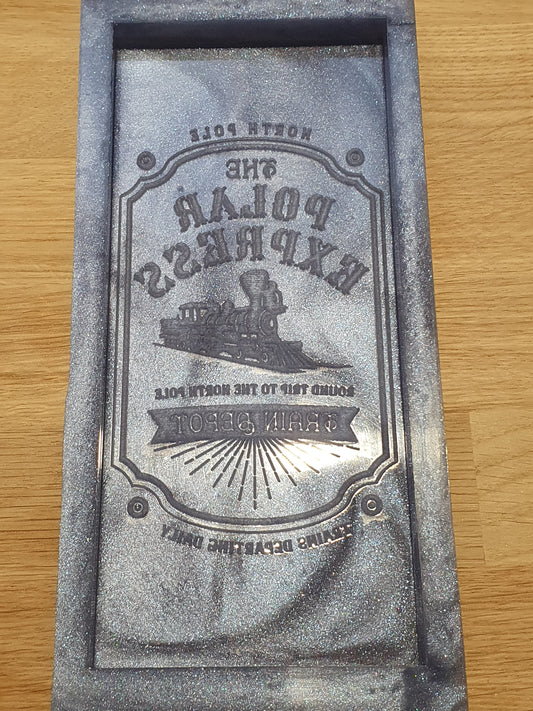 NORTH POLE
THE
POLAR
EXPRESS
ROUND TRIP TO THE NORTH POLE
TRAIN DEPOT
TRAINS DEPARTING DAILY